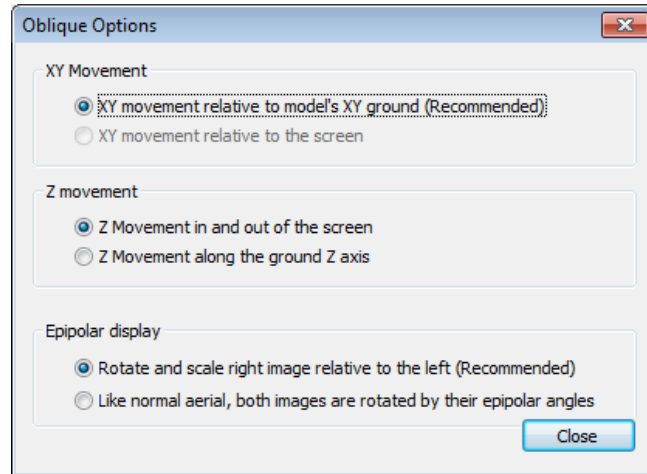 Oblique Options
XY Movement
XY movement relative to model's XY ground (Recommended)
XY movement relative to the screen
Z movement
Z Movement in and out of the screen
Z Movement along the ground Z axis
Epipolar display
Rotate and scale right image relative to the left (Recommended)
Like normal aerial, both images are rotated by their epipolar angles
Close